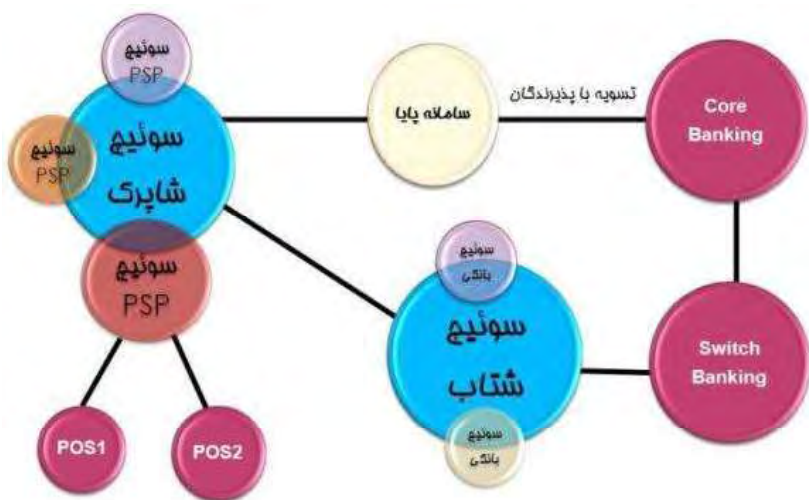 سوئیچ
PSP
سوئیچ
PSP
سوئیچ
شاپرک
سوئیچ
PSP
POS1
POS2
سامانه پایا
تسویه با پذیرندگان
Core
Banking
سوئیچ
بانکی
سوئیچ
شتاب
سوئیچ
بانکی
Switch
Banking